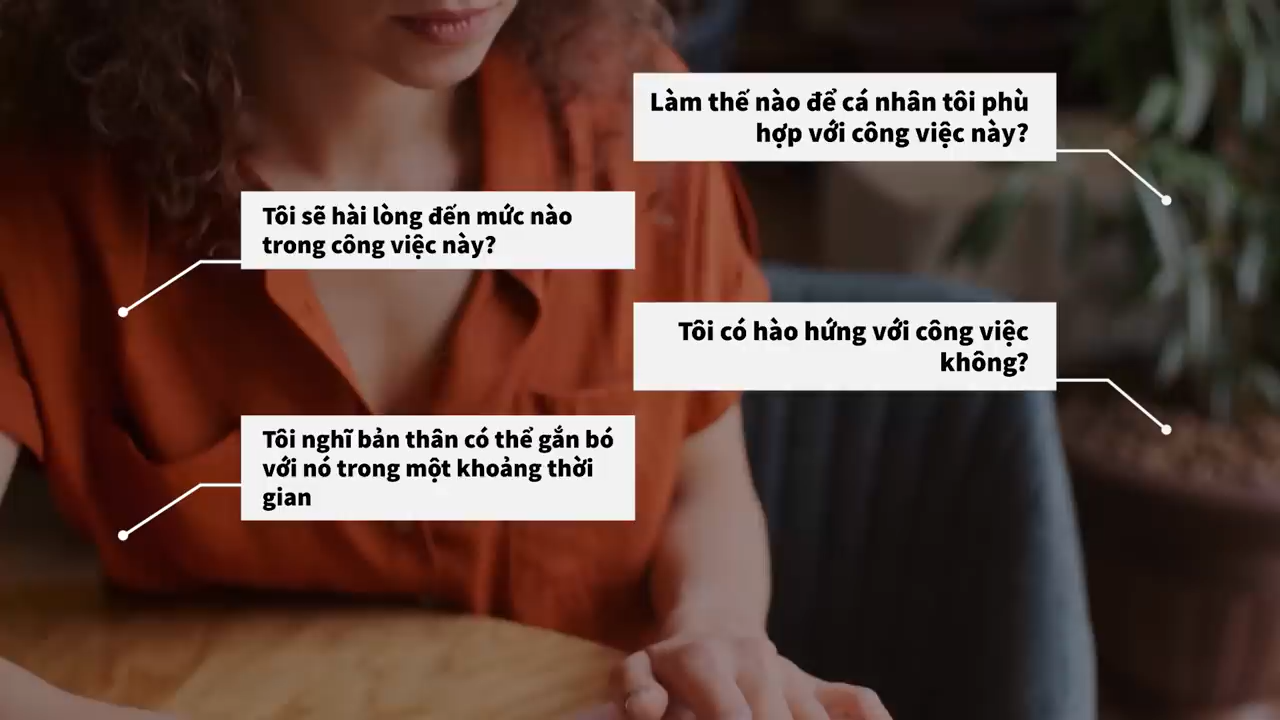 Làm thế nào để cá nhân tôi phù
hợp với công việc này?
Tôi sẽ hài lòng đến mức nào
trong công việc này?
Tôi có hào hứng với công việc
không?
Tôi nghĩ bản thân có thể gắn bó
với nó trong một khoảng thời
gian